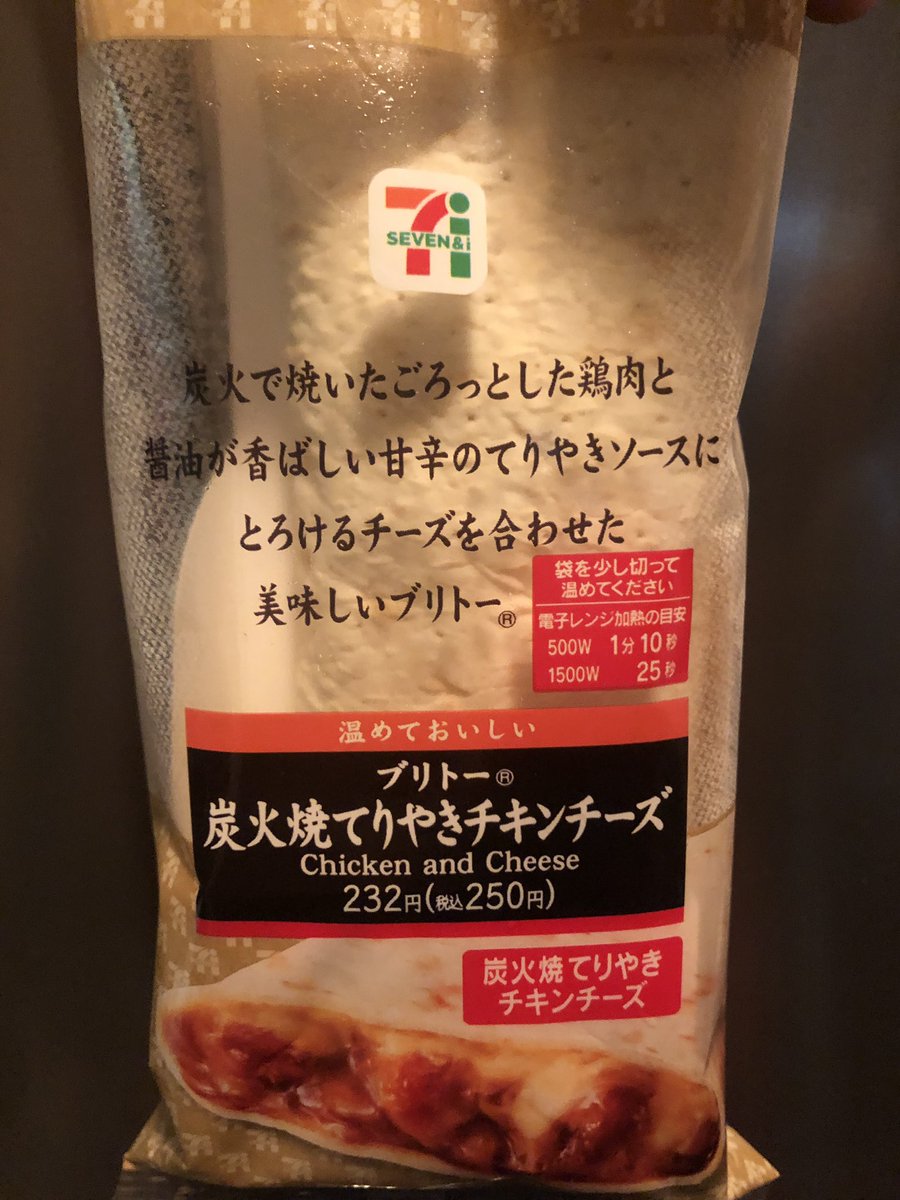 7i
SEVEN&i
炭火で焼いたごろっとした鶏肉と
醤油が香ばしい甘辛のてりやきソースに
とろけるチーズを合わせた
美味しいブリトー®
袋を少し切って
温めてください
電子レンジ加熱の目安
500W 1分10秒
1500W 25秒
温めておいしい
ブリトー®
炭火焼てりやきチキンチーズ
Chicken and Cheese
232円(税込250円)
炭火焼てりやき
チキンチーズ